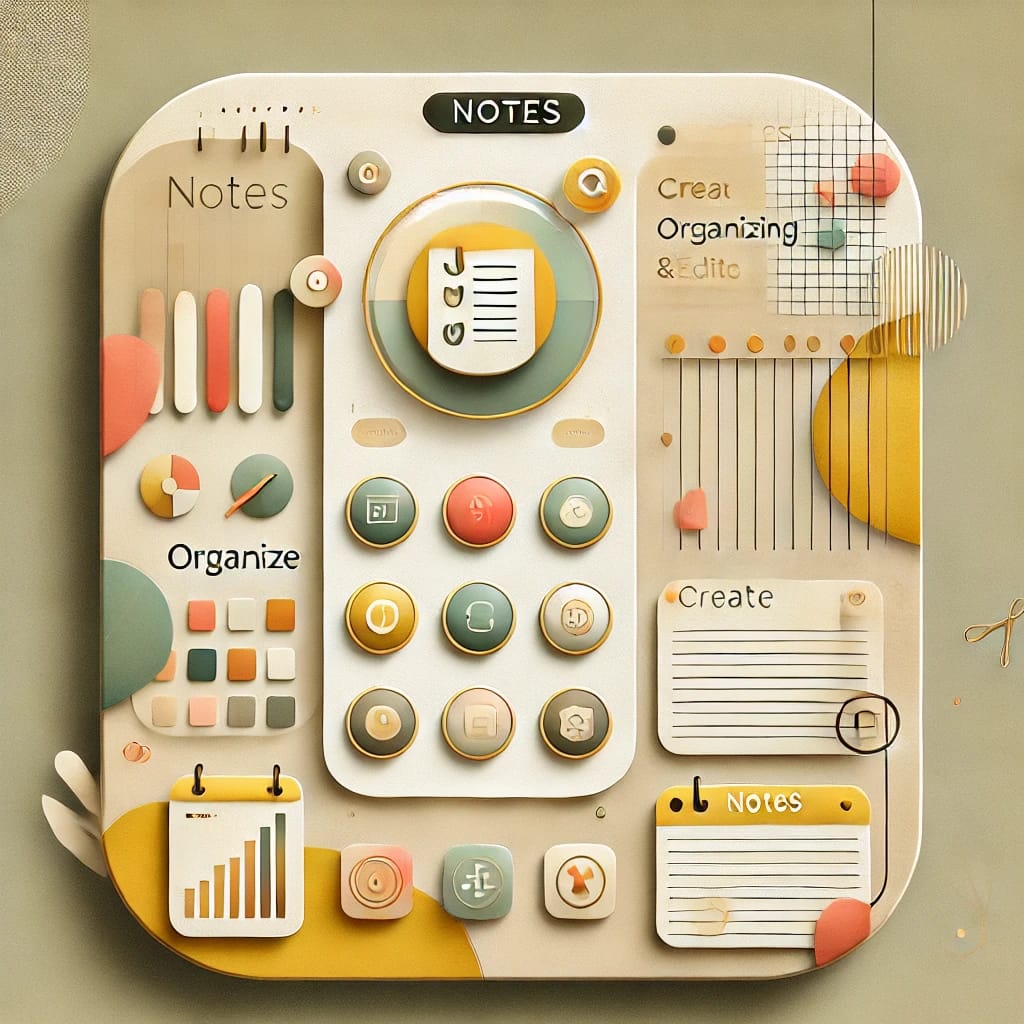 NOTES
Notes
Creat
Organizing
&Edito
Organize
Create
Notes